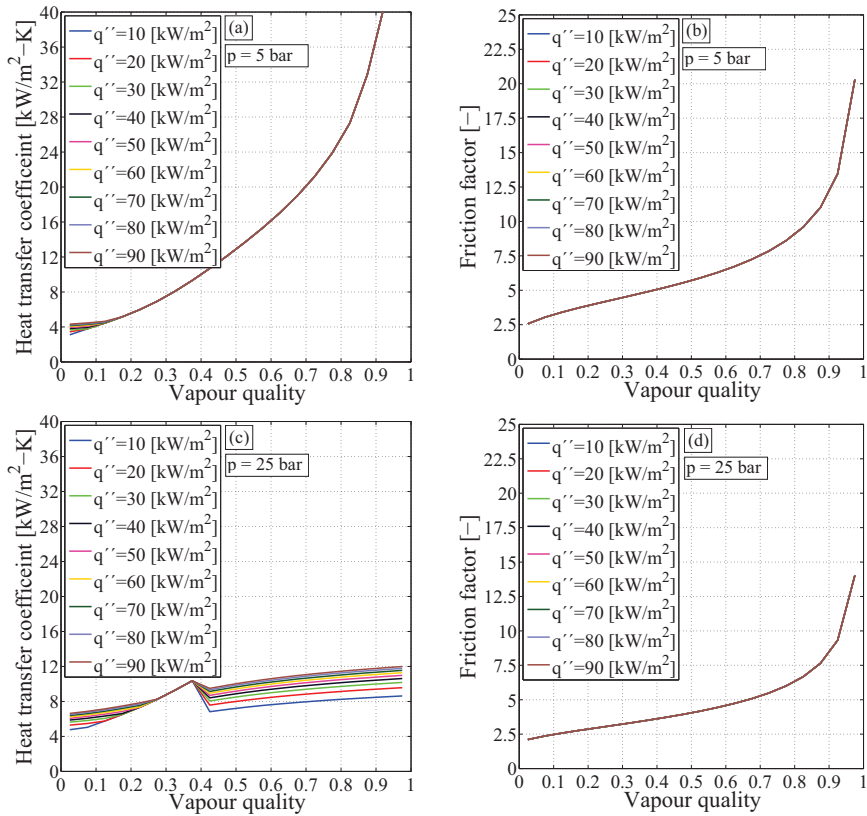 40
36
32
28
24
20
16
12
8
4
0
Heat transfer coefficeint [kW/m²−K]
q´´=10 [kW/m²]
q´´=20 [kW/m²]
q´´=30 [kW/m²]
q´´=40 [kW/m²]
q´´=50 [kW/m²]
q´´=60 [kW/m²]
q´´=70 [kW/m²]
q´´=80 [kW/m²]
q´´=90 [kW/m²]
(a)
p = 5 bar
0 0.1 0.2 0.3 0.4 0.5 0.6 0.7 0.8 0.9 1
Vapour quality
25
22.5
20
17.5
15
12.5
10
7.5
5
2.5
0
Friction factor [−]
q´´=10 [kW/m²]
q´´=20 [kW/m²]
q´´=30 [kW/m²]
q´´=40 [kW/m²]
q´´=50 [kW/m²]
q´´=60 [kW/m²]
q´´=70 [kW/m²]
q´´=80 [kW/m²]
q´´=90 [kW/m²]
(b)
p = 5 bar
0 0.1 0.2 0.3 0.4 0.5 0.6 0.7 0.8 0.9 1
Vapour quality
40
36
32
28
24
20
16
12
8
4
0
Heat transfer coefficeint [kW/m²−K]
q´´=10 [kW/m²]
q´´=20 [kW/m²]
q´´=30 [kW/m²]
q´´=40 [kW/m²]
q´´=50 [kW/m²]
q´´=60 [kW/m²]
q´´=70 [kW/m²]
q´´=80 [kW/m²]
q´´=90 [kW/m²]
(c)
p = 25 bar
0 0.1 0.2 0.3 0.4 0.5 0.6 0.7 0.8 0.9 1
Vapour quality
25
22.5
20
17.5
15
12.5
10
7.5
5
2.5
0
Friction factor [−]
q´´=10 [kW/m²]
q´´=20 [kW/m²]
q´´=30 [kW/m²]
q´´=40 [kW/m²]
q´´=50 [kW/m²]
q´´=60 [kW/m²]
q´´=70 [kW/m²]
q´´=80 [kW/m²]
q´´=90 [kW/m²]
(d)
p = 25 bar
0 0.1 0.2 0.3 0.4 0.5 0.6 0.7 0.8 0.9 1
Vapour quality